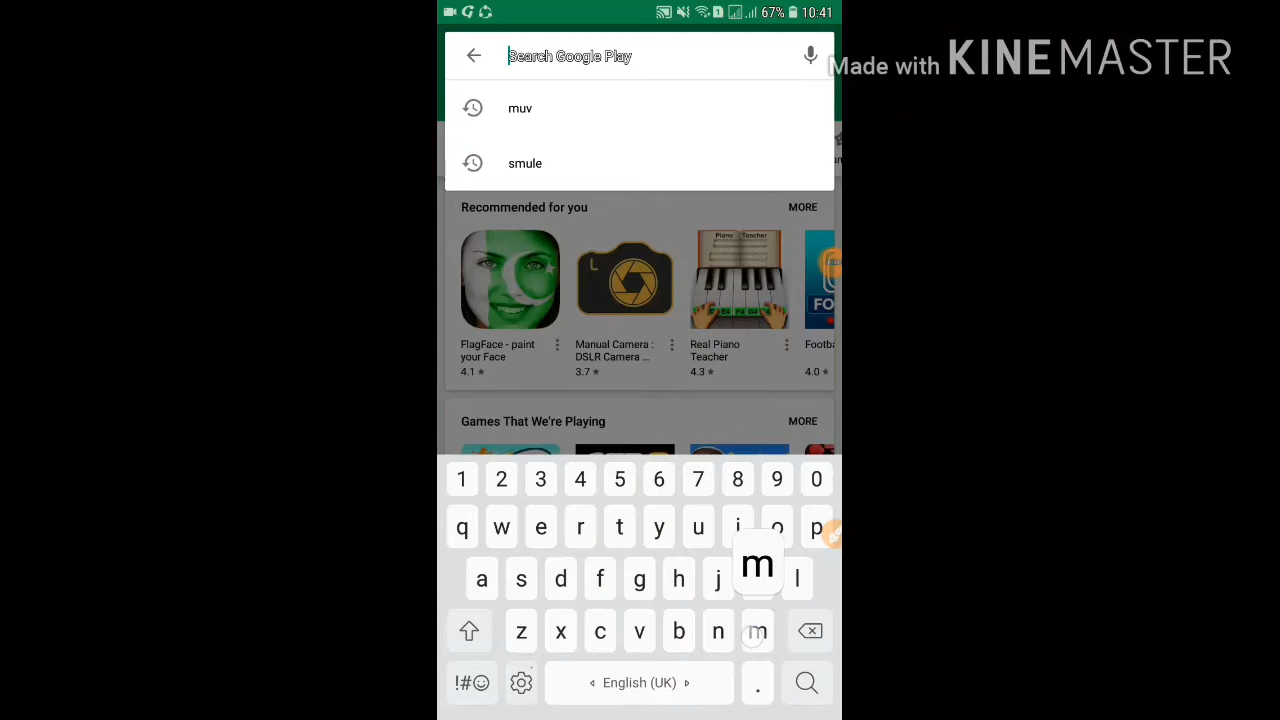 67% 10:41
Search Google Play
Made with KINEMASTER
muv
smule
Recommended for you MORE
Piano Teacher
L
FO
FlagFace - paint your Face
4.1 ★
Manual Camera : DSLR Camera ...
3.7 ★
Real Piano Teacher
4.3 ★
Footba
4.0 ★
Games That We're Playing MORE
1 2 3 4 5 6 7 8 9 0
q w e r t y u i o p
a s d f g h j l
m
z x c v b n m
!#☺ English (UK) .